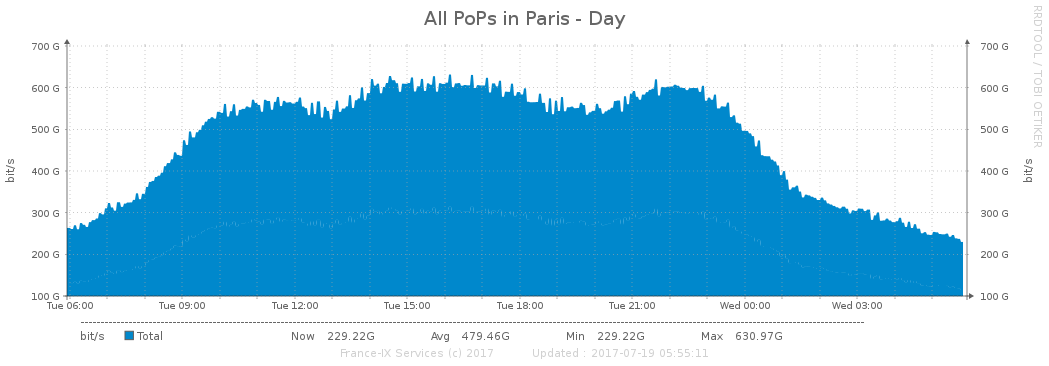 All PoPs in Paris - Day
RRDTOOL / TOBI OETIKER
bit/s
700 G
600 G
500 G
400 G
300 G
200 G
100 G
700 G
600 G
500 G
400 G
300 G
200 G
100 G
bit/s
Tue 06:00 Tue 09:00 Tue 12:00 Tue 15:00 Tue 18:00 Tue 21:00 Wed 00:00 Wed 03:00
bit/s Total Now 229.22G Avg 479.46G Min 229.22G Max 630.97G
France-IX Services (c) 2017 Updated : 2017-07-19 05:55:11